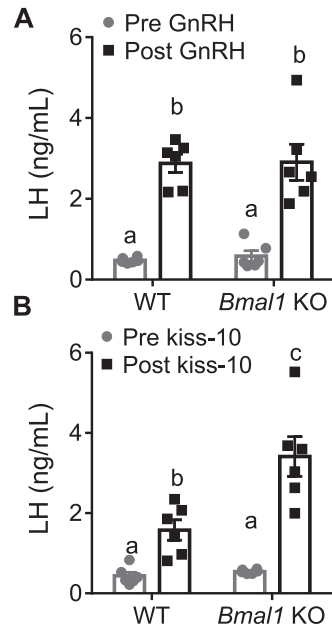 A
Pre GnRH
Post GnRH
LH (ng/mL)
6
4
2
0
a
b
a
b
WT
Bmal1 KO
B
Pre kiss-10
Post kiss-10
LH (ng/mL)
6
4
2
0
a
b
a
c
WT
Bmal1 KO